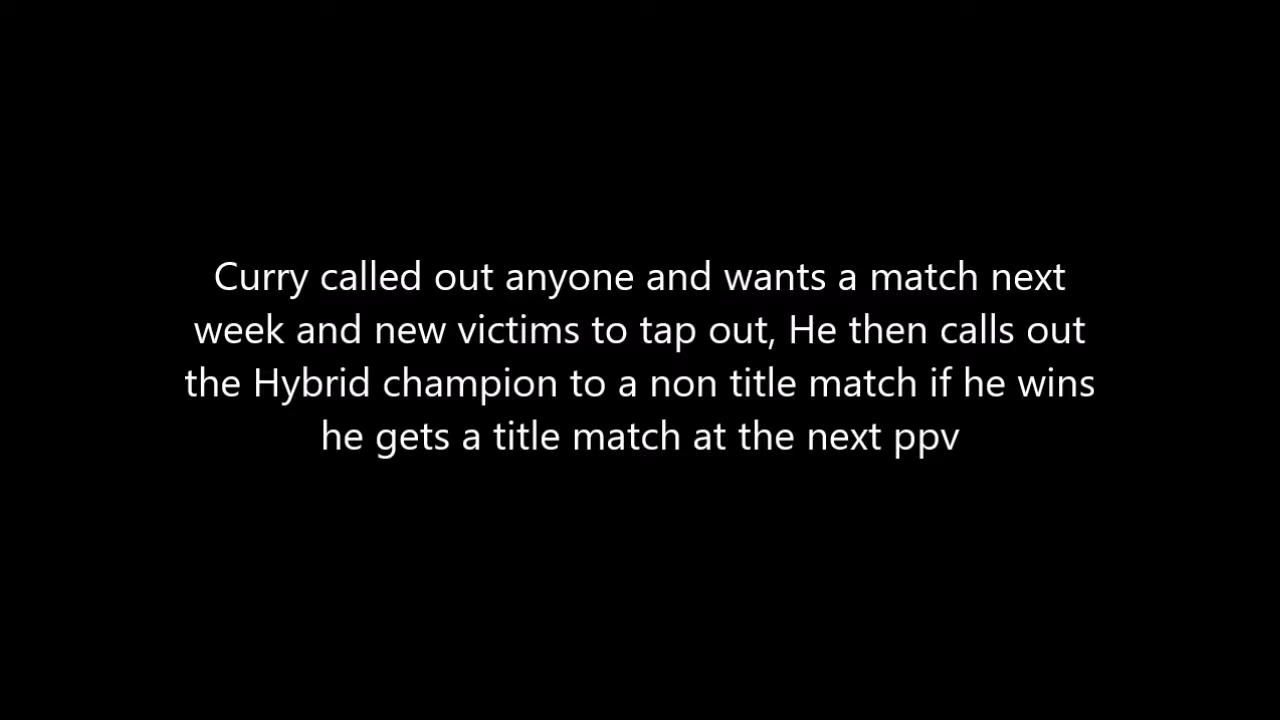 Curry called out anyone and wants a match next
week and new victims to tap out, He then calls out
the Hybrid champion to a non title match if he wins
he gets a title match at the next ppv